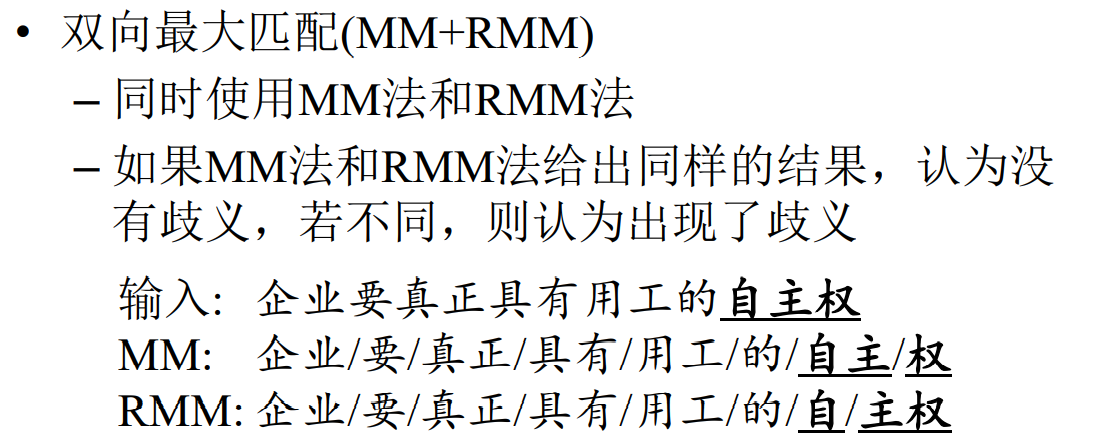 • 双向最大匹配(MM+RMM)
– 同时使用MM法和RMM法
– 如果MM法和RMM法给出同样的结果，认为没
有歧义，若不同，则认为出现了歧义
输入: 企业要真正具有用工的自主权
MM: 企业/要/真正/具有/用工/的/自主/权
RMM: 企业/要/真正/具有/用工/的/自/主权